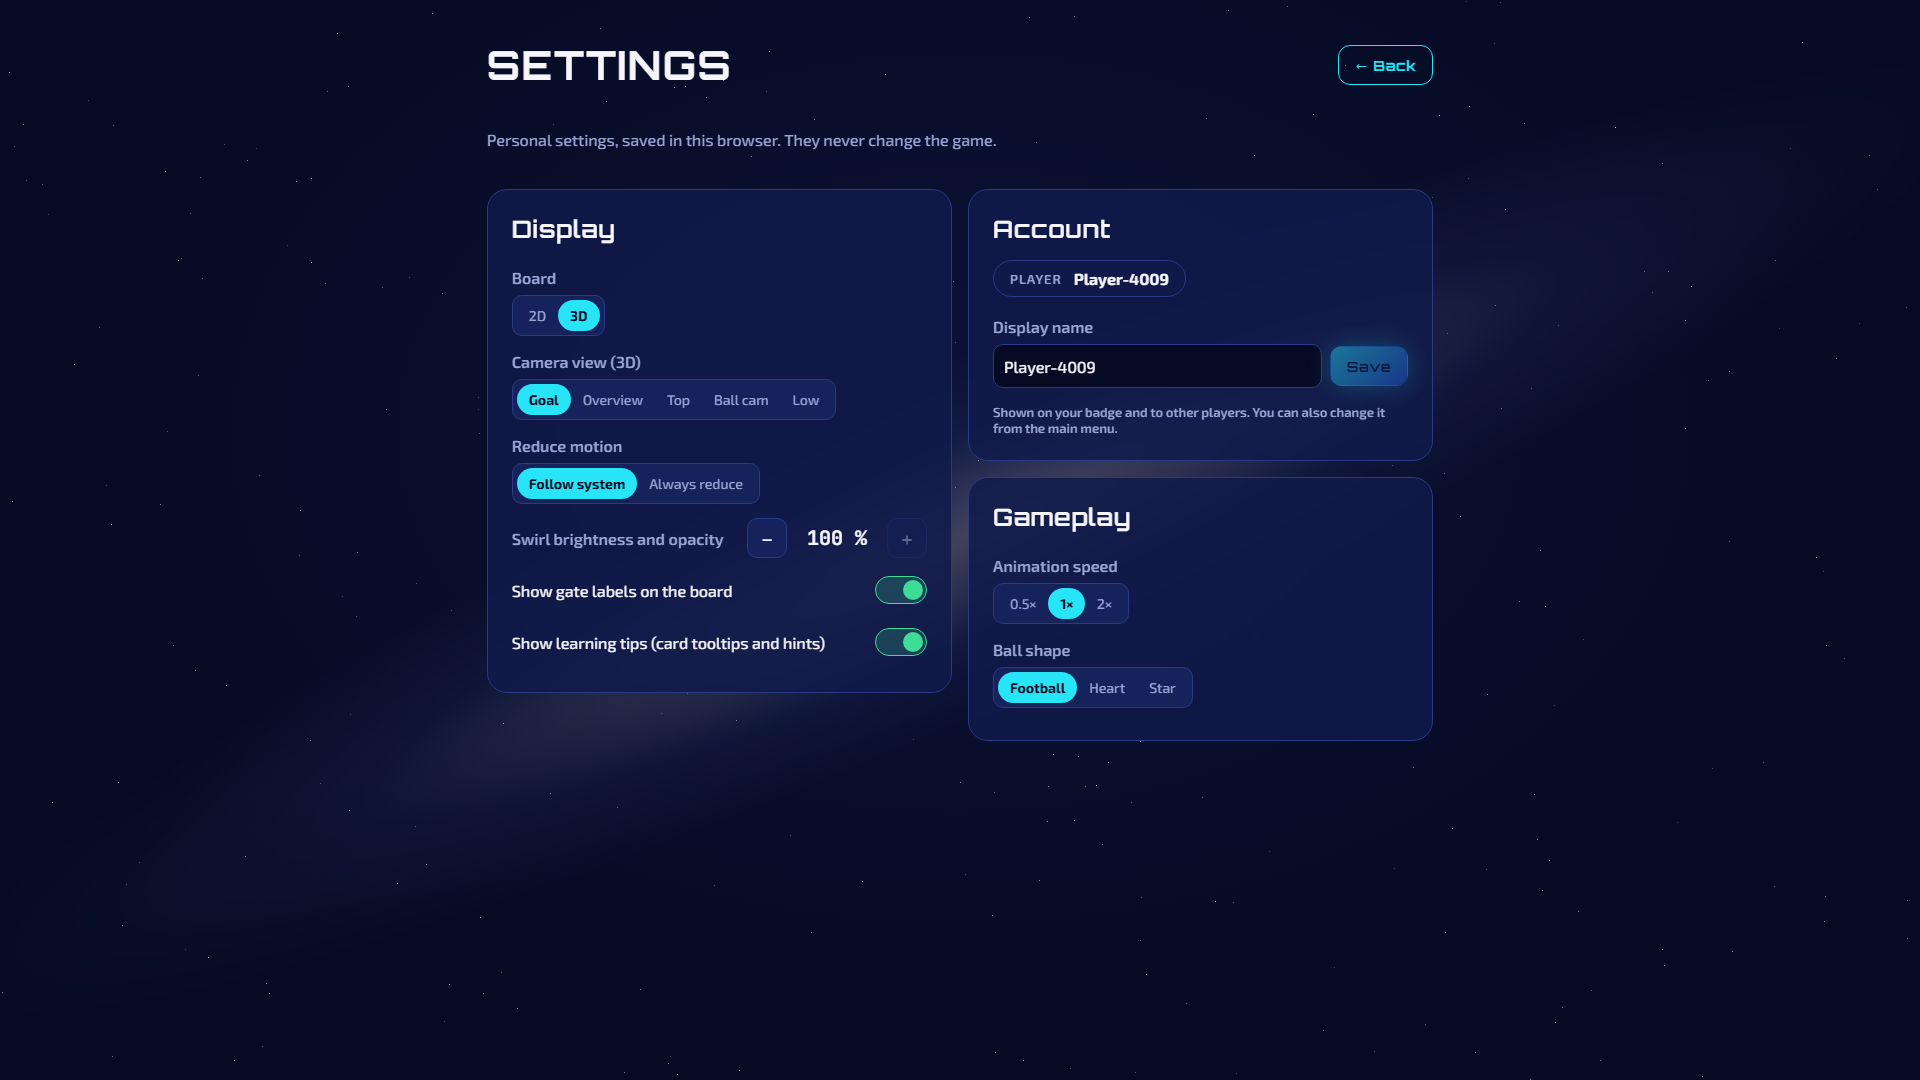 SETTINGS
← Back
Personal settings, saved in this browser. They never change the game.
Display
Board
2D 3D
Camera view (3D)
Goal Overview Top Ball cam Low
Reduce motion
Follow system Always reduce
Swirl brightness and opacity − 100 % +
Show gate labels on the board
Show learning tips (card tooltips and hints)
Account
PLAYER Player-4009
Display name
Player-4009 Save
Shown on your badge and to other players. You can also change it
from the main menu.
Gameplay
Animation speed
0.5× 1× 2×
Ball shape
Football Heart Star